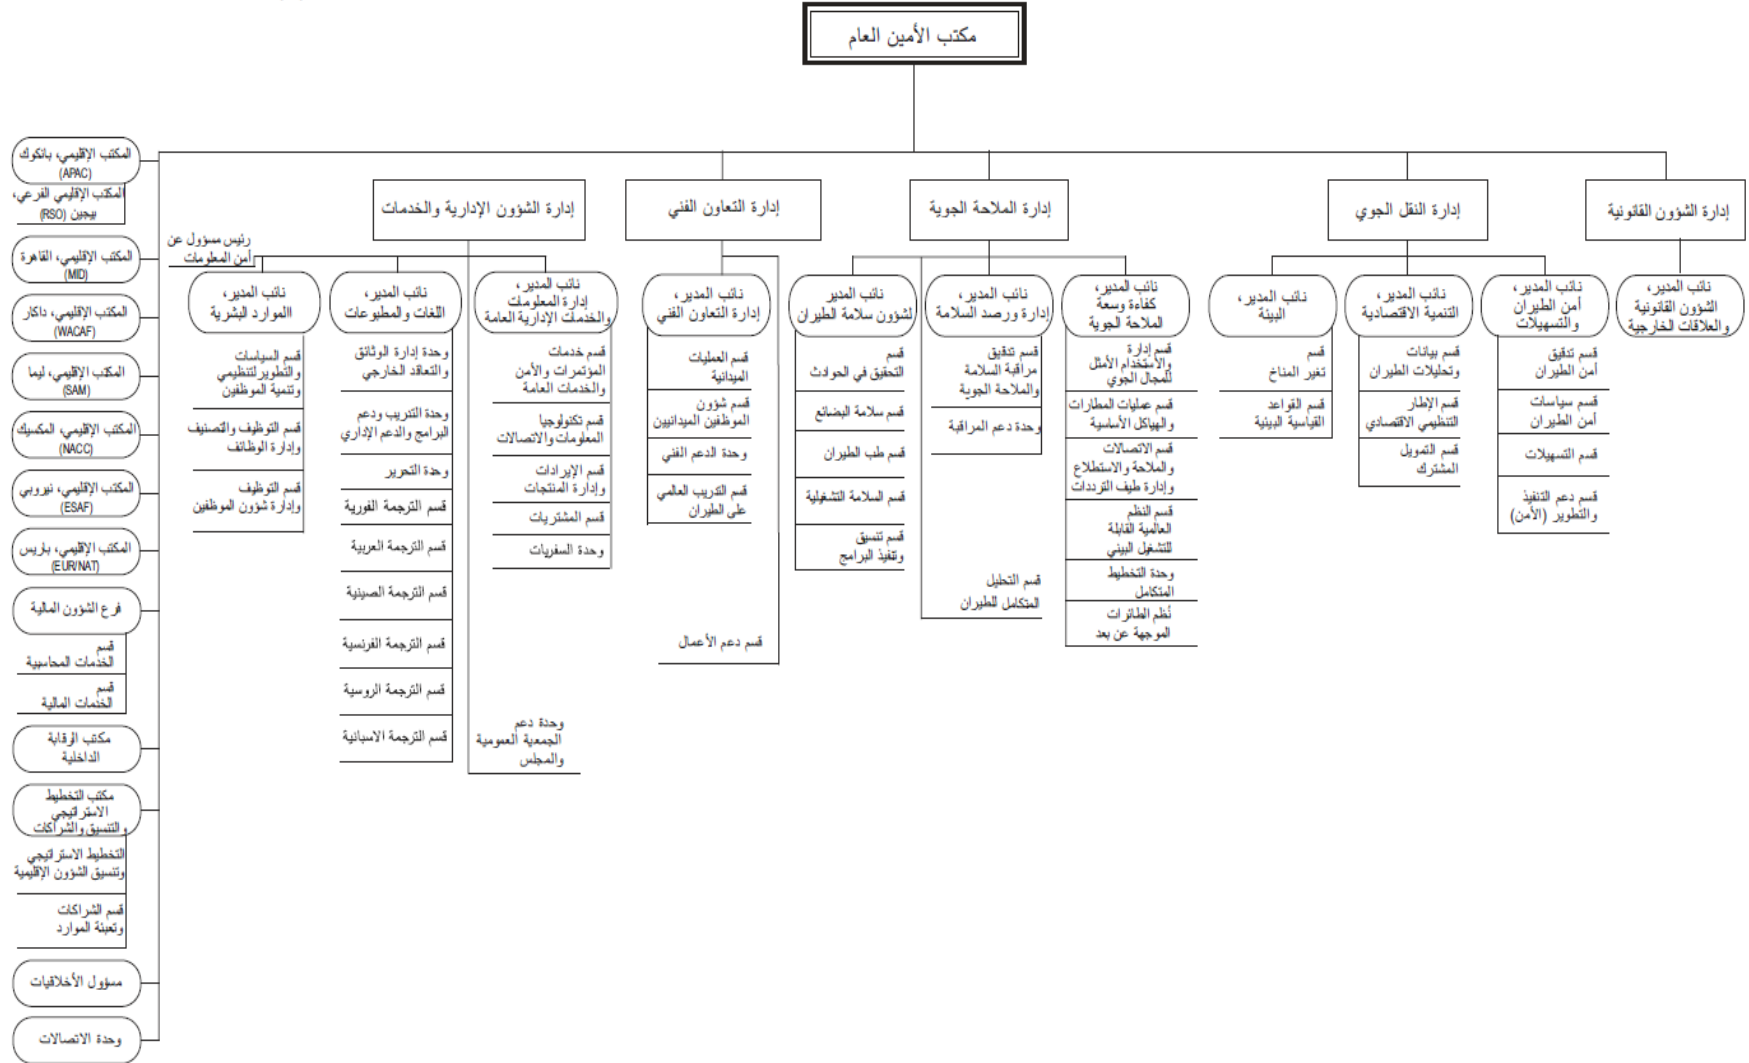 مكتب الأمين العام
إدارة الشؤون القانونية
إدارة النقل الجوي
إدارة الملاحة الجوية
إدارة التعاون الفني
إدارة الشؤون الإدارية والخدمات
نائب المدير،
الشؤون القانونية
والعلاقات الخارجية
نائب المدير،
أمن الطيران
والتسهيلات
قسم تدقيق
أمن الطيران
قسم سياسات
أمن الطيران
قسم التسهيلات
قسم دعم التنفيذ
والتطوير (الأمن)
نائب المدير،
التنمية الاقتصادية
قسم بيانات
وتحليلات الطيران
قسم الإطار
التنظيمي الاقتصادي
قسم التمويل
المشترك
نائب المدير،
البيئة
قسم
تغير المناخ
قسم القواعد
القياسية البيئية
نائب المدير،
كفاءة وسعة
الملاحة الجوية
قسم إدارة
والأستخدام الأمثل
للمجال الجوي
قسم عمليات المطارات
والهياكل الأساسية
قسم الاتصالات
والملاحة والاستطلاع
وإدارة طيف الترددات
قسم النظم
العالمية القابلة
للتشغيل البيني
وحدة التخطيط
المتكامل
نُظم الطائرات
الموجهة عن بعد
نائب المدير،
إدارة ورصد السلامة
قسم تدقيق
مراقبة السلامة
والملاحة الجوية
وحدة دعم المراقبة
قسم التحليل
المتكامل للطيران
نائب المدير
لشؤون سلامة الطيران
قسم
التحقيق في الحوادث
قسم سلامة البضائع
قسم طب الطيران
قسم السلامة التشغيلية
قسم تنسيق
وتنفيذ البرامج
نائب المدير،
إدارة التعاون الفني
قسم العمليات
الميدانية
قسم شؤون
الموظفين الميدانيين
وحدة الدعم الفني
قسم التدريب العالمي
على الطيران
قسم دعم الأعمال
نائب المدير،
إدارة المعلومات
والخدمات الإدارية العامة
قسم خدمات
المؤتمرات والأمن
والخدمات العامة
قسم تكنولوجيا
المعلومات والاتصالات
قسم الإيرادات
وإدارة المنتجات
قسم المشتريات
وحدة السفريات
وحدة دعم
الجمعية العمومية
والمجلس
نائب المدير،
اللغات والمطبوعات
وحدة إدارة الوثائق
والتعاقد الخارجي
وحدة التدريب ودعم
البرامج والدعم الإداري
وحدة التحرير
قسم الترجمة الفورية
قسم الترجمة العربية
قسم الترجمة الصينية
قسم الترجمة الفرنسية
قسم الترجمة الروسية
قسم الترجمة الاسبانية
رئيس مسؤول عن
أمن المعلومات
نائب المدير،
االموارد البشرية
قسم السياسات
والتطويرلتنظيمي
وتنمية الموظفين
قسم التوظيف والتصنيف
وإدارة الوظائف
قسم التوظيف
وإدارة شؤون الموظفين
المكتب الإقليمي، بانكوك
(APAC)
المكتب الإقليمي الفرعي،
بيجين (RSO)
المكتب الإقليمي، القاهرة
(MID)
المكتب الإقليمي، داكار
(WACAF)
المكتب الإقليمي، ليما
(SAM)
المكتب الإقليمي، المكسيك
(NACC)
المكتب الإقليمي، نيروبي
(ESAF)
المكتب الإقليمي، باريس
(EUR/NAT)
فرع الشؤون المالية
قسم
الخدمات المحاسبية
قسم
الخدمات المالية
مكتب الرقابة
الداخلية
مكتب التخطيط
الاستراتيجي
والتنسيق والشراكات
التخطيط الاستراتيجي
وتنسيق الشؤون الإقليمية
قسم الشراكات
وتعبئة الموارد
مسؤول الأخلاقيات
وحدة الاتصالات